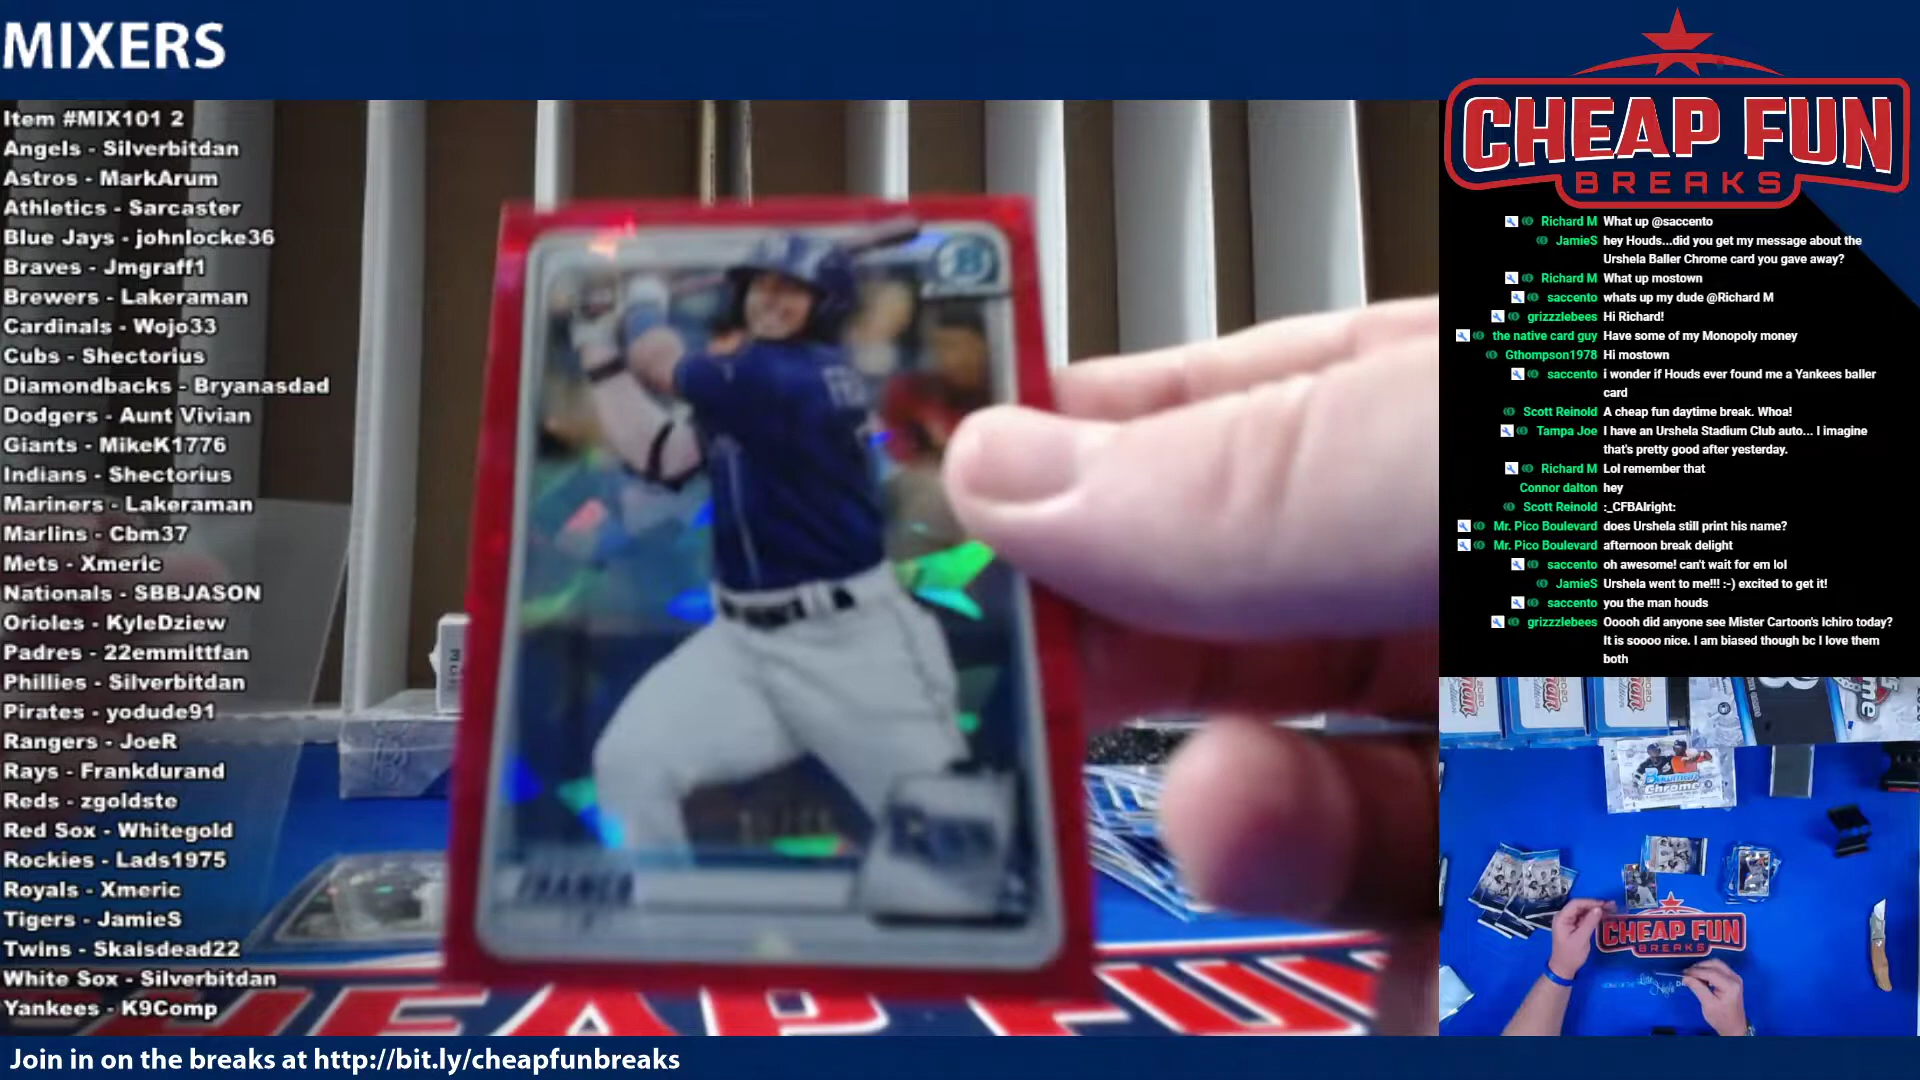 MIXERS
Item #MIX101 2
Angels - Silverbitdan
Astros - MarkArum
Athletics - Sarcaster
Blue Jays - johnlocke36
Braves - Jmgraff1
Brewers - Lakeraman
Cardinals - Wojo33
Cubs - Shectorius
Diamondbacks - Bryanasdad
Dodgers - Aunt Vivian
Giants - MikeK1776
Indians - Shectorius
Mariners - Lakeraman
Marlins - Cbm37
Mets - Xmeric
Nationals - SBBJASON
Orioles - KyleDziew
Padres - 22emmittfan
Phillies - Silverbitdan
Pirates - yodude91
Rangers - JoeR
Rays - Frankdurand
Reds - zgoldste
Red Sox - Whitegold
Rockies - Lads1975
Royals - Xmeric
Tigers - JamieS
Twins - Skaisdead22
White Sox - Silverbitdan
Yankees - K9Comp
B
FRANCO
CHEAP FUN
BREAKS
Richard M What up @saccento
JamieS hey Houds...did you get my message about the
Urshela Baller Chrome card you gave away?
Richard M What up mostown
saccento whats up my dude @Richard M
grizzzlebees Hi Richard!
the native card guy Have some of my Monopoly money
Gthompson1978 Hi mostown
saccento i wonder if Houds ever found me a Yankees baller
card
Scott Reinold A cheap fun daytime break. Whoa!
Tampa Joe I have an Urshela Stadium Club auto... I imagine
that's pretty good after yesterday.
Richard M Lol remember that
Connor dalton hey
Scott Reinold :_CFBAlright:
Mr. Pico Boulevard does Urshela still print his name?
Mr. Pico Boulevard afternoon break delight
saccento oh awesome! can't wait for em lol
JamieS Urshela went to me!!! :-) excited to get it!
saccento you the man houds
grizzzlebees Ooooh did anyone see Mister Cartoon's Ichiro today?
It is soooo nice. I am biased though bc I love them
both
Bowman
Chrome
CHEAP FUN
BREAKS
Join in on the breaks at http://bit.ly/cheapfunbreaks